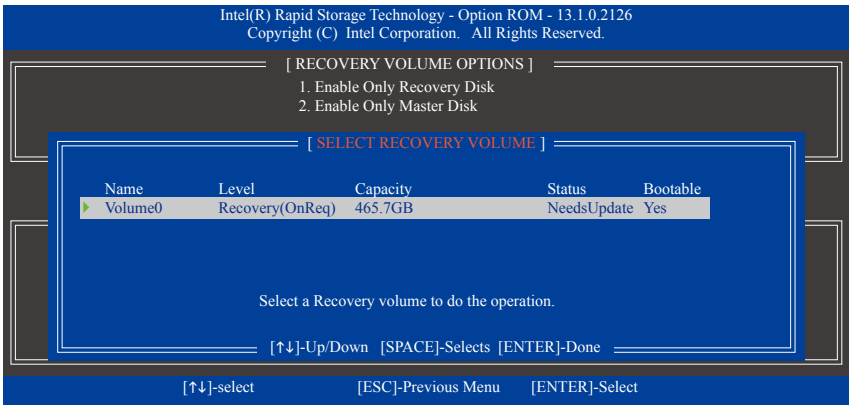 Intel(R) Rapid Storage Technology - Option ROM - 13.1.0.2126
Copyright (C) Intel Corporation. All Rights Reserved.
[ RECOVERY VOLUME OPTIONS ]
1. Enable Only Recovery Disk
2. Enable Only Master Disk
[ SELECT RECOVERY VOLUME ]
Name Level Capacity Status Bootable
Volume0 Recovery(OnReq) 465.7GB NeedsUpdate Yes
Select a Recovery volume to do the operation.
[↑↓]-Up/Down [SPACE]-Selects [ENTER]-Done
[↑↓]-select [ESC]-Previous Menu [ENTER]-Select